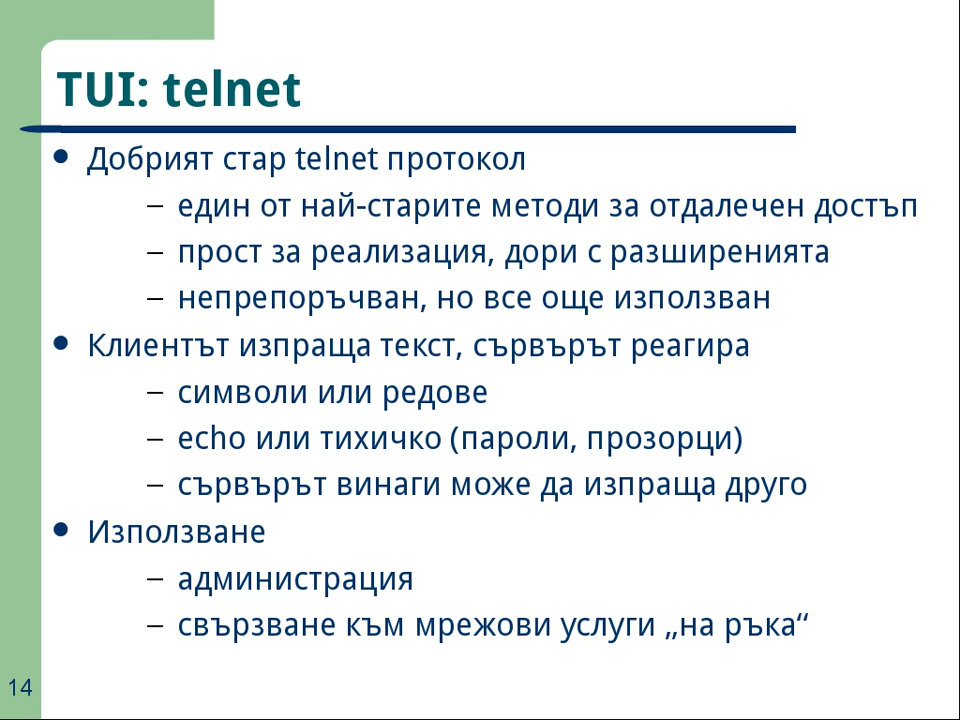 TUI: telnet
● Добрият стар telnet протокол
– един от най-старите методи за отдалечен достъп
– прост за реализация, дори с разширенията
– непрепоръчван, но все още използван
● Клиентът изпраща текст, сървърът реагира
– символи или редове
– echo или тихичко (пароли, прозорци)
– сървърът винаги може да изпраща друго
● Използване
– администрация
– свързване към мрежови услуги „на ръка“
14